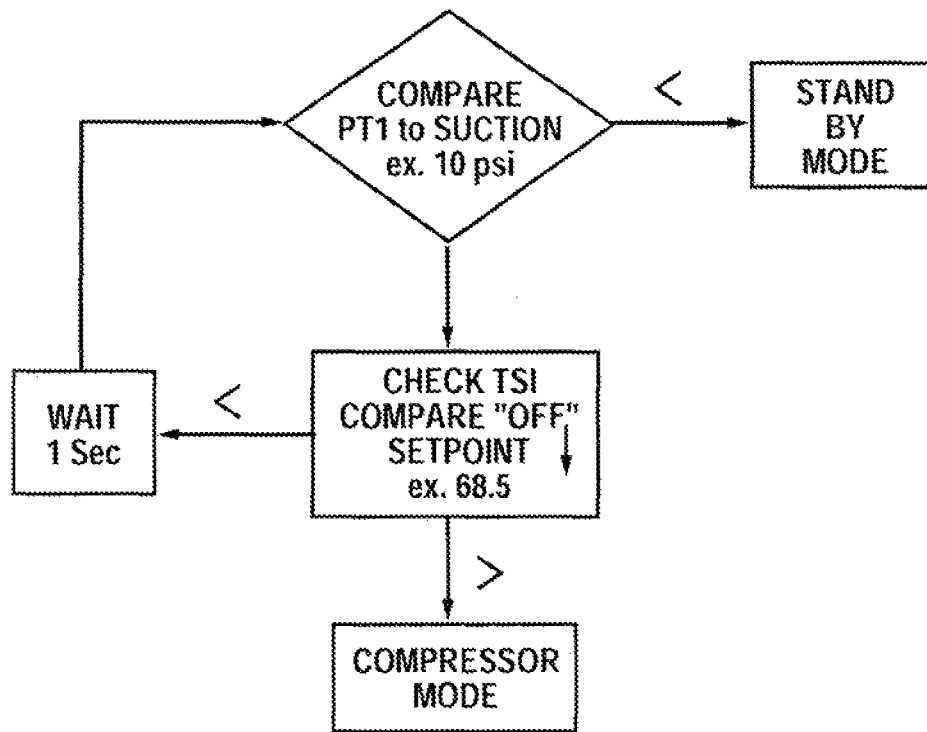 COMPARE
PT1 to SUCTION
ex. 10 psi
<
STAND
BY
MODE
CHECK TSI
COMPARE "OFF"
SETPOINT
ex. 68.5
<
WAIT
1 Sec
>
COMPRESSOR
MODE